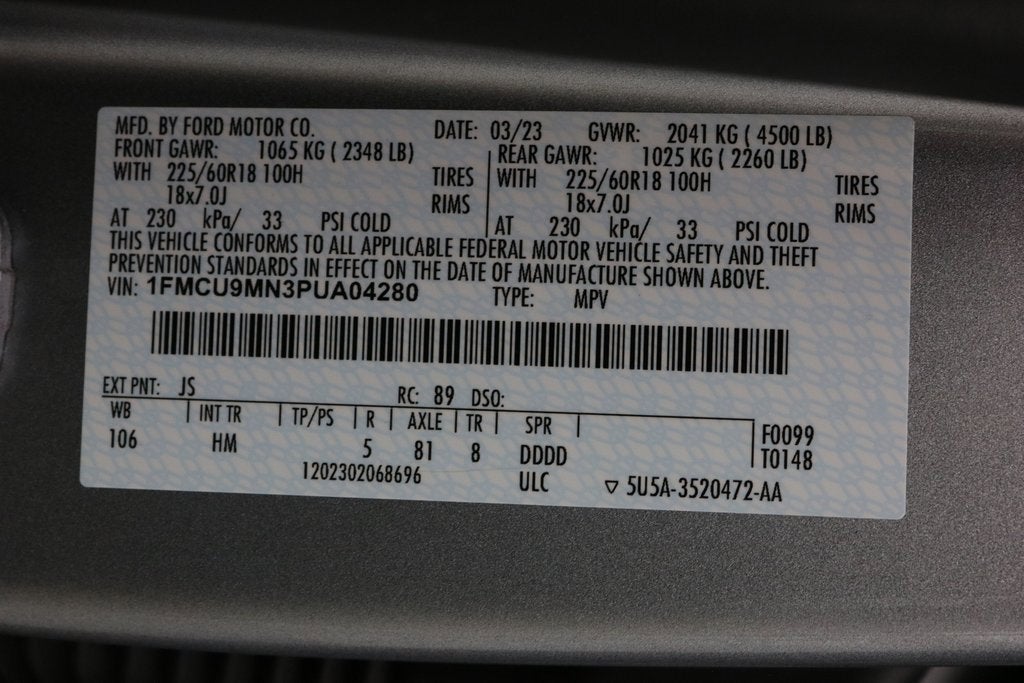 MFD. BY FORD MOTOR CO. DATE: 03/23 GVWR: 2041 KG ( 4500 LB)
FRONT GAWR: 1065 KG ( 2348 LB) REAR GAWR: 1025 KG ( 2260 LB)
WITH 225/60R18 100H TIRES WITH 225/60R18 100H TIRES
18x7.0J RIMS 18x7.0J RIMS
AT 230 kPa/ 33 PSI COLD AT 230 kPa/ 33 PSI COLD
THIS VEHICLE CONFORMS TO ALL APPLICABLE FEDERAL MOTOR VEHICLE SAFETY AND THEFT
PREVENTION STANDARDS IN EFFECT ON THE DATE OF MANUFACTURE SHOWN ABOVE.
VIN: 1FMCU9MN3PUA04280 TYPE: MPV
EXT PNT: JS RC: 89 DSO:
WB INT TR TP/PS R AXLE TR SPR F0099
106 HM 5 81 8 DDDD T0148
1202302068696 ULC ▽ 5U5A-3520472-AA